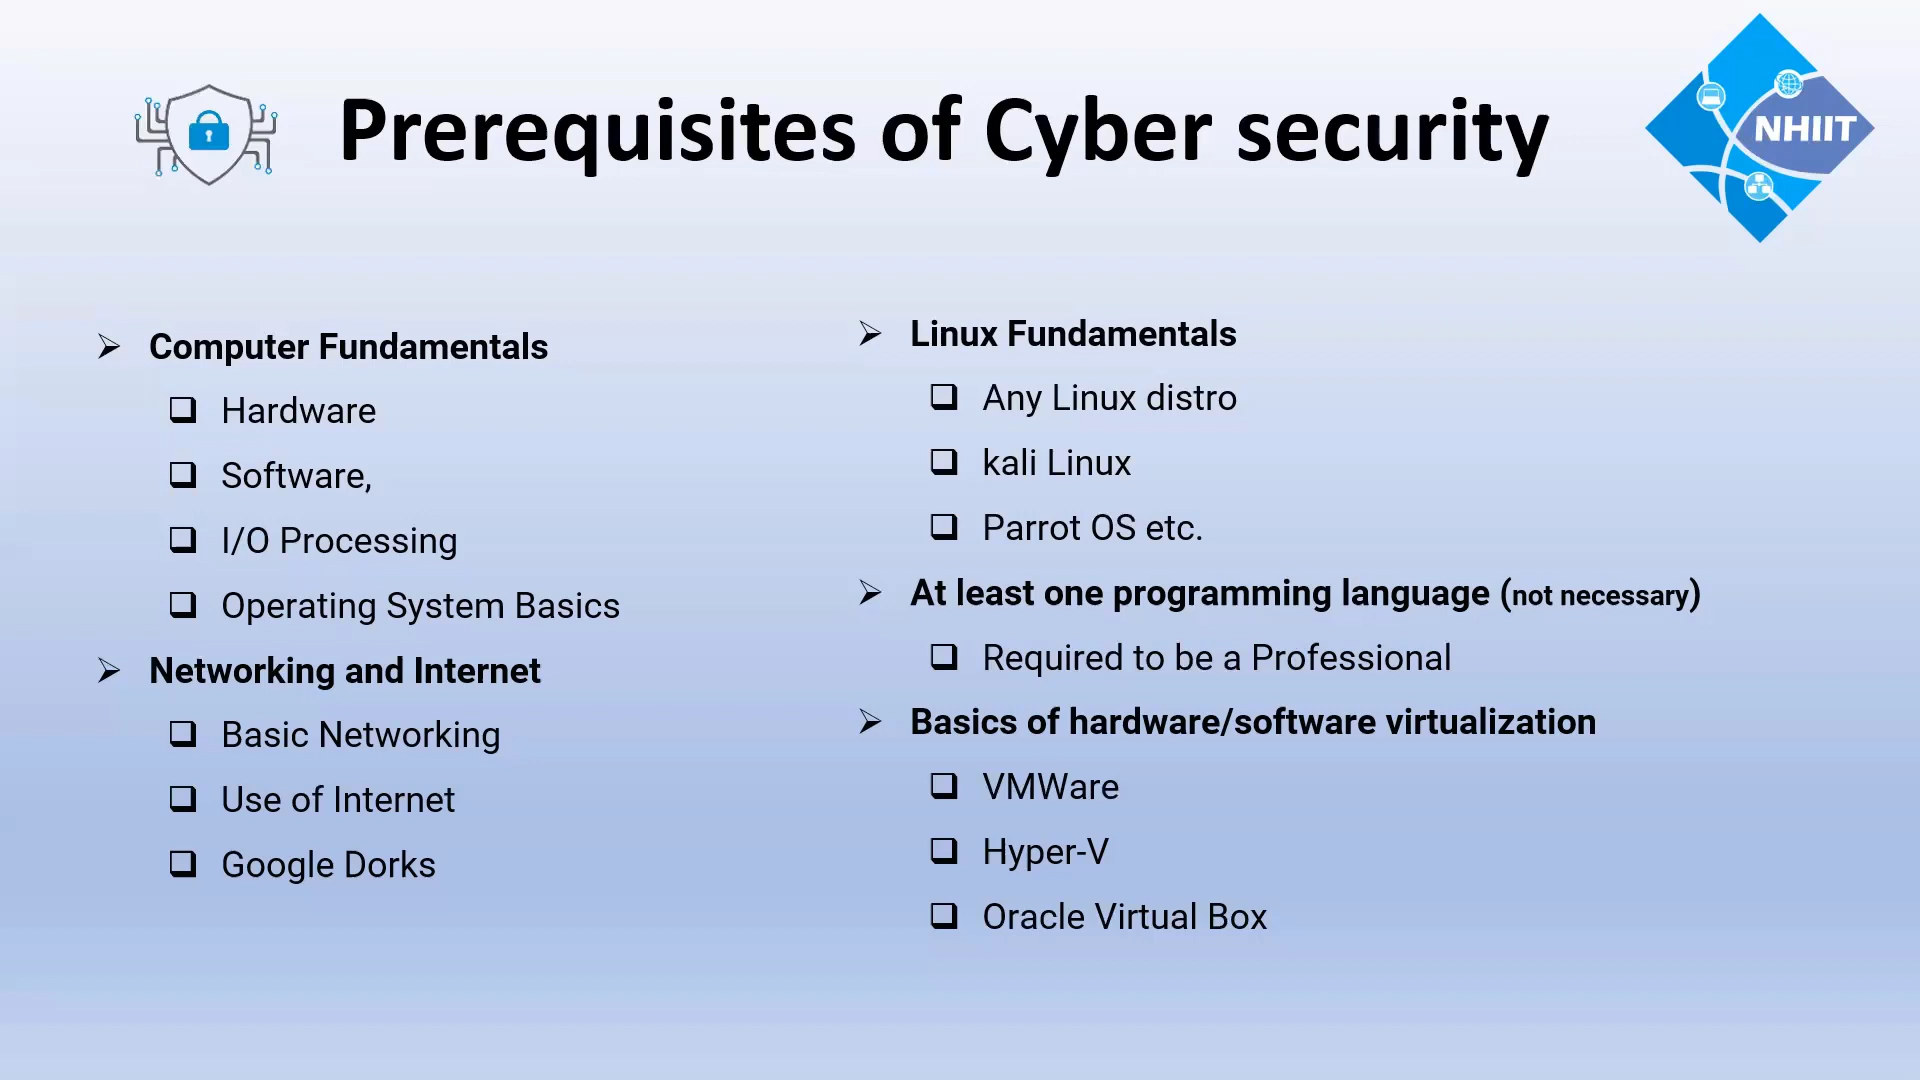 Prerequisites of Cyber security
NHIIT
Computer Fundamentals
Hardware
Software,
I/O Processing
Operating System Basics
Networking and Internet
Basic Networking
Use of Internet
Google Dorks
Linux Fundamentals
Any Linux distro
kali Linux
Parrot OS etc.
At least one programming language (not necessary)
Required to be a Professional
Basics of hardware/software virtualization
VMWare
Hyper-V
Oracle Virtual Box